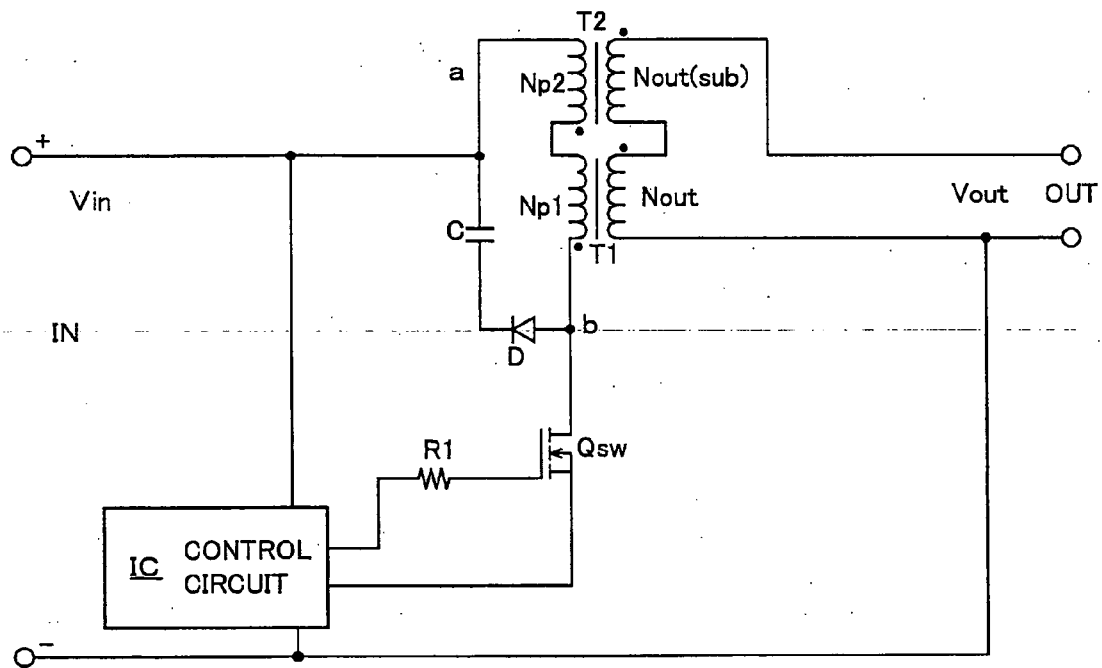 T2
a
Np2
Nout(sub)
+
Vin
Np1
Nout
Vout
OUT
C
T1
IN
b
D
R1
Qsw
IC
CONTROL
CIRCUIT
-